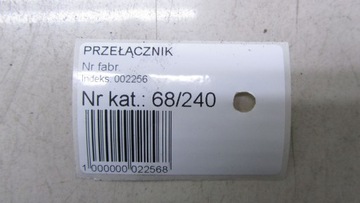 PRZEŁĄCZNIK
Nr fabr.
Indeks: 002256
Nr kat.: 68/240
1 000000 022568